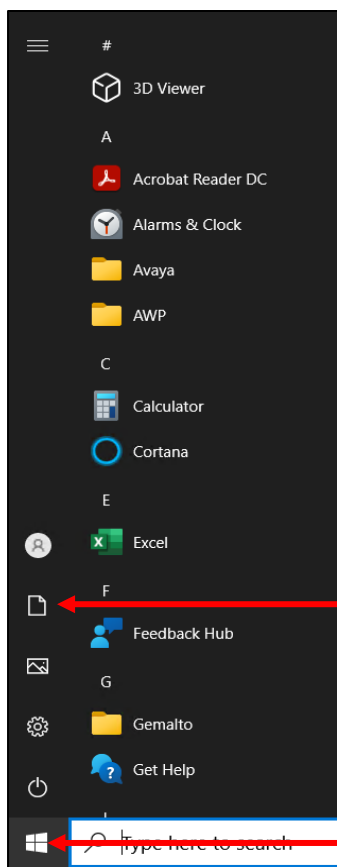 #
3D Viewer
A
Acrobat Reader DC
Alarms & Clock
Avaya
AWP
C
Calculator
Cortana
E
Excel
F
Feedback Hub
G
Gemalto
Get Help
Type here to search